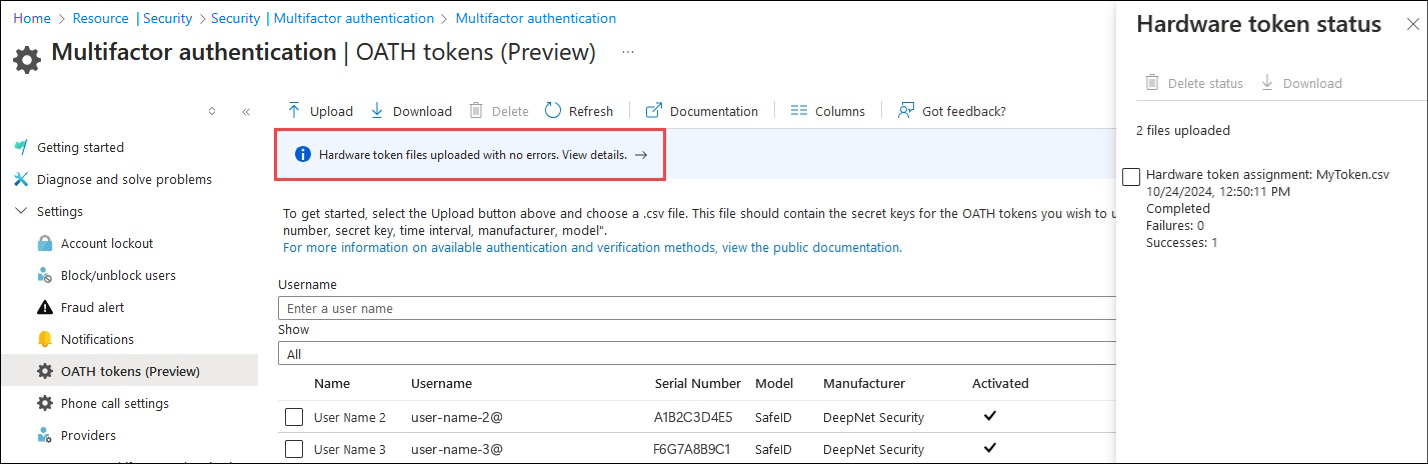 Home > Resource | Security > Security | Multifactor authentication > Multifactor authentication
Multifactor authentication | OATH tokens (Preview) ...
Upload Download Delete Refresh Documentation Columns Got feedback?
Getting started
Diagnose and solve problems
Settings
Account lockout
Block/unblock users
Fraud alert
Notifications
OATH tokens (Preview)
Phone call settings
Providers
Hardware token files uploaded with no errors. View details. →
To get started, select the Upload button above and choose a .csv file. This file should contain the secret keys for the OATH tokens you wish to u
number, secret key, time interval, manufacturer, model".
For more information on available authentication and verification methods, view the public documentation.
Username
Enter a user name
Show
All
Name Username Serial Number Model Manufacturer Activated
User Name 2 user-name-2@ A1B2C3D4E5 SafeID DeepNet Security ✓
User Name 3 user-name-3@ F6G7A8B9C1 SafeID DeepNet Security ✓
Hardware token status
Delete status Download
2 files uploaded
Hardware token assignment: MyToken.csv
10/24/2024, 12:50:11 PM
Completed
Failures: 0
Successes: 1